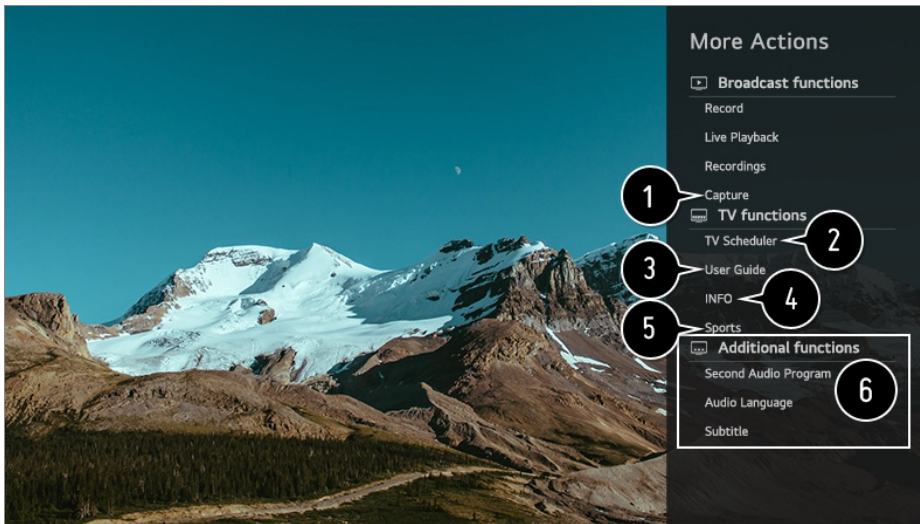 More Actions
Broadcast functions
Record
Live Playback
Recordings
1
Capture
TV functions
TV Scheduler
2
3
User Guide
INFO
4
5
Sports
Additional functions
Second Audio Program
6
Audio Language
Subtitle